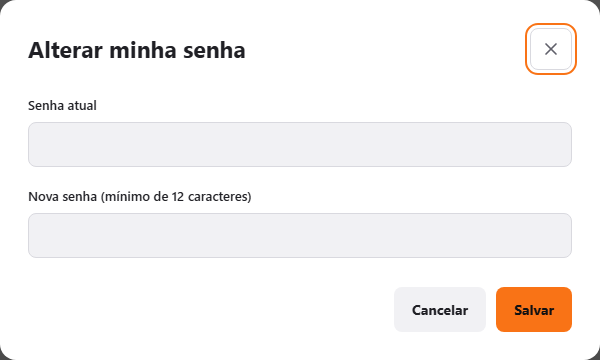 Alterar minha senha
Senha atual
Nova senha (mínimo de 12 caracteres)
Cancelar
Salvar